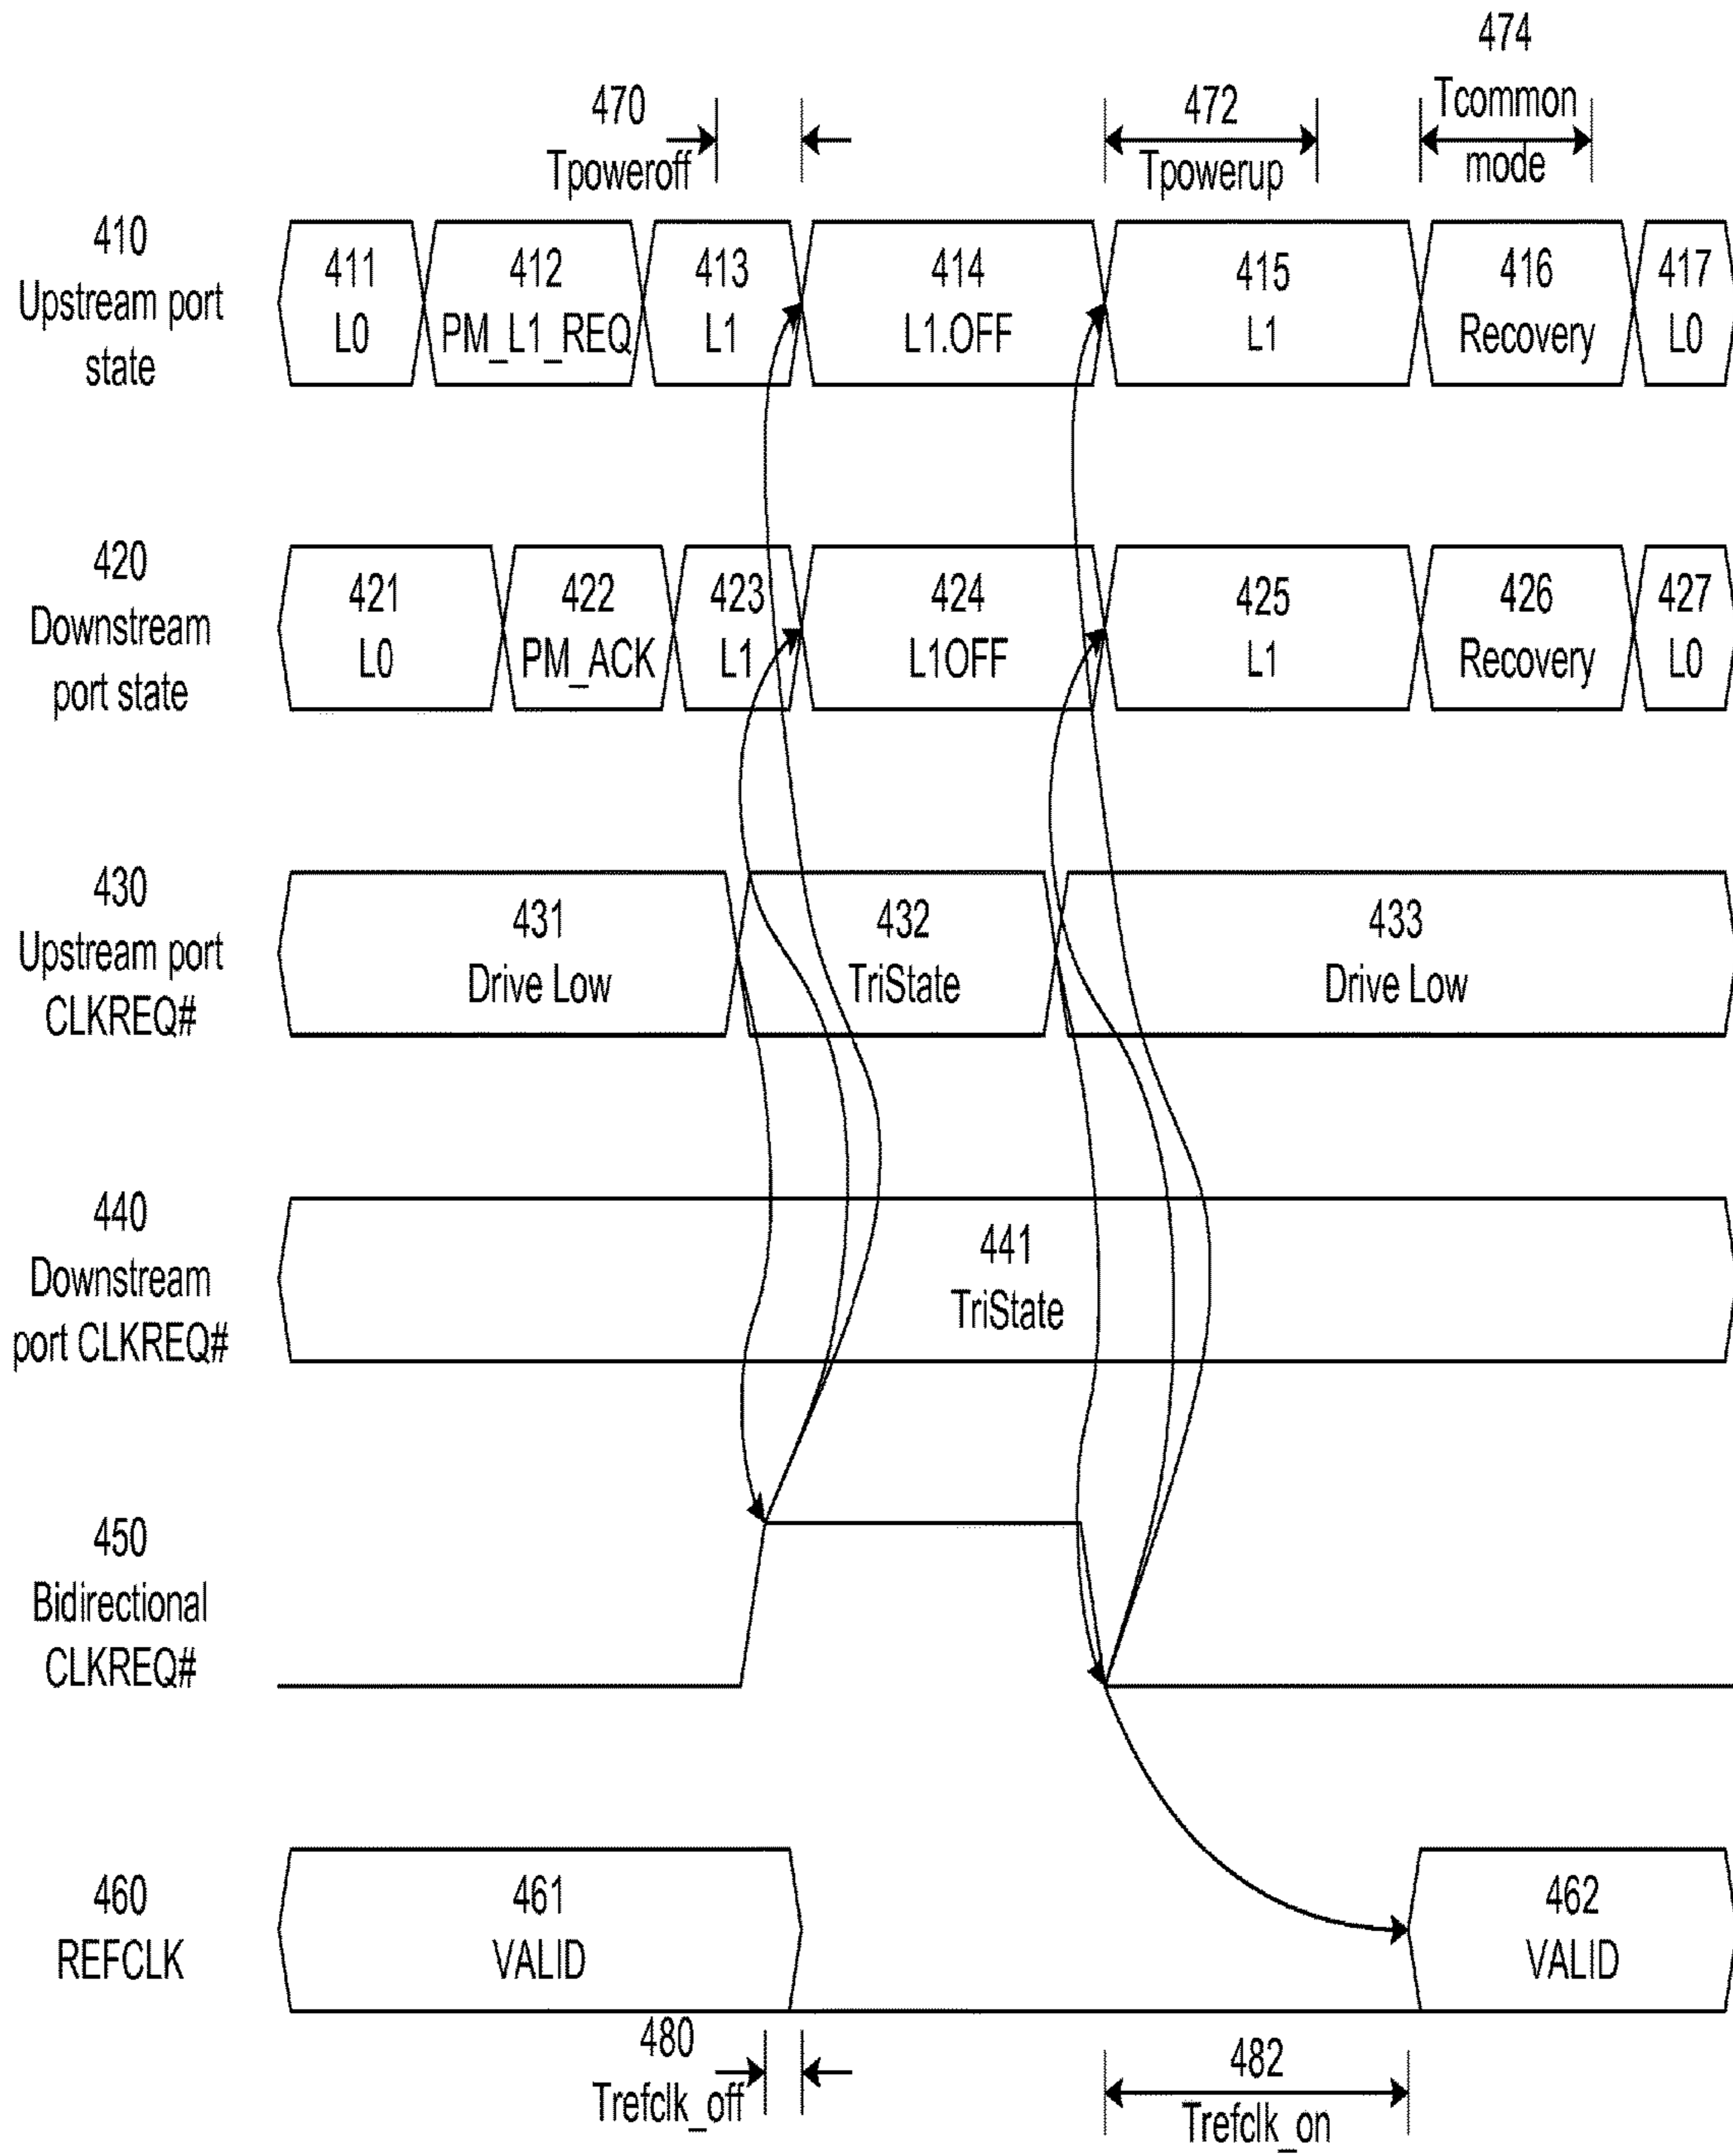 474
Tcommon
mode
470
Tpoweroff
472
Tpowerup
410
Upstream port
state
411
L0
412
PM_L1_REQ
413
L1
414
L1.OFF
415
L1
416
Recovery
417
L0
420
Downstream
port state
421
L0
422
PM_ACK
423
L1
424
L1OFF
425
L1
426
Recovery
427
L0
430
Upstream port
CLKREQ#
431
Drive Low
432
TriState
433
Drive Low
440
Downstream
port CLKREQ#
441
TriState
450
Bidirectional
CLKREQ#
460
REFCLK
461
VALID
462
VALID
480
Trefclk_off
482
Trefclk_on